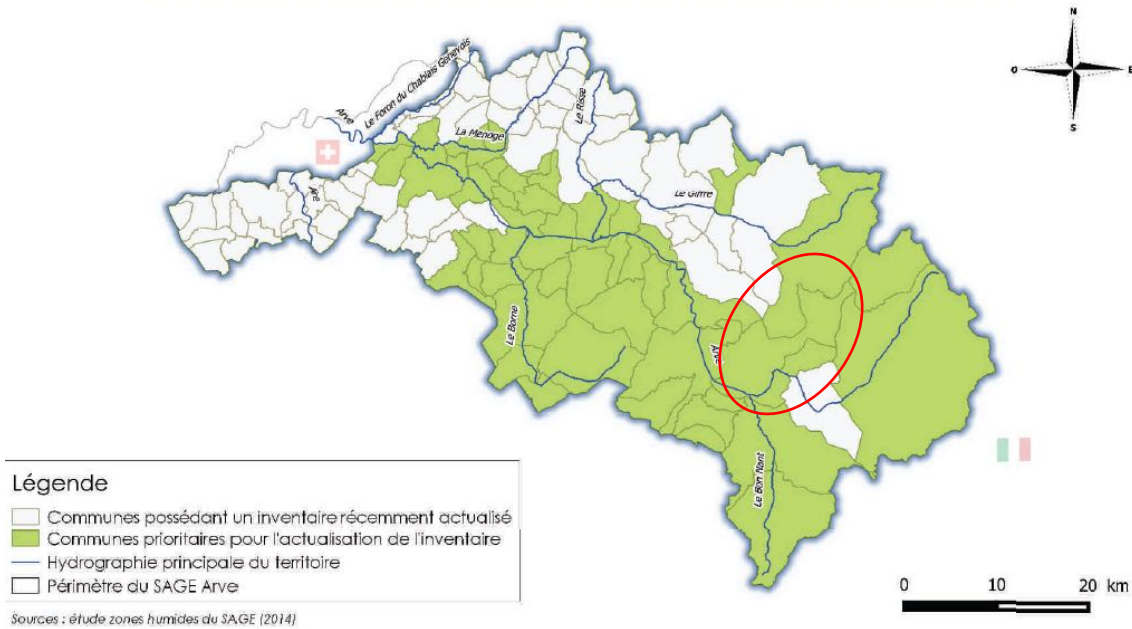 N
O
E
S
Arve
Le Foron du Chablais Genevois
La Menoge
Le Risse
Le Giffre
Aire
Le Borne
Arve
Le Bon Nant
Légende
Communes possédant un inventaire récemment actualisé
Communes prioritaires pour l'actualisation de l'inventaire
Hydrographie principale du territoire
Périmètre du SAGE Arve
0 10 20 km
Sources : étude zones humides du SAGE (2014)